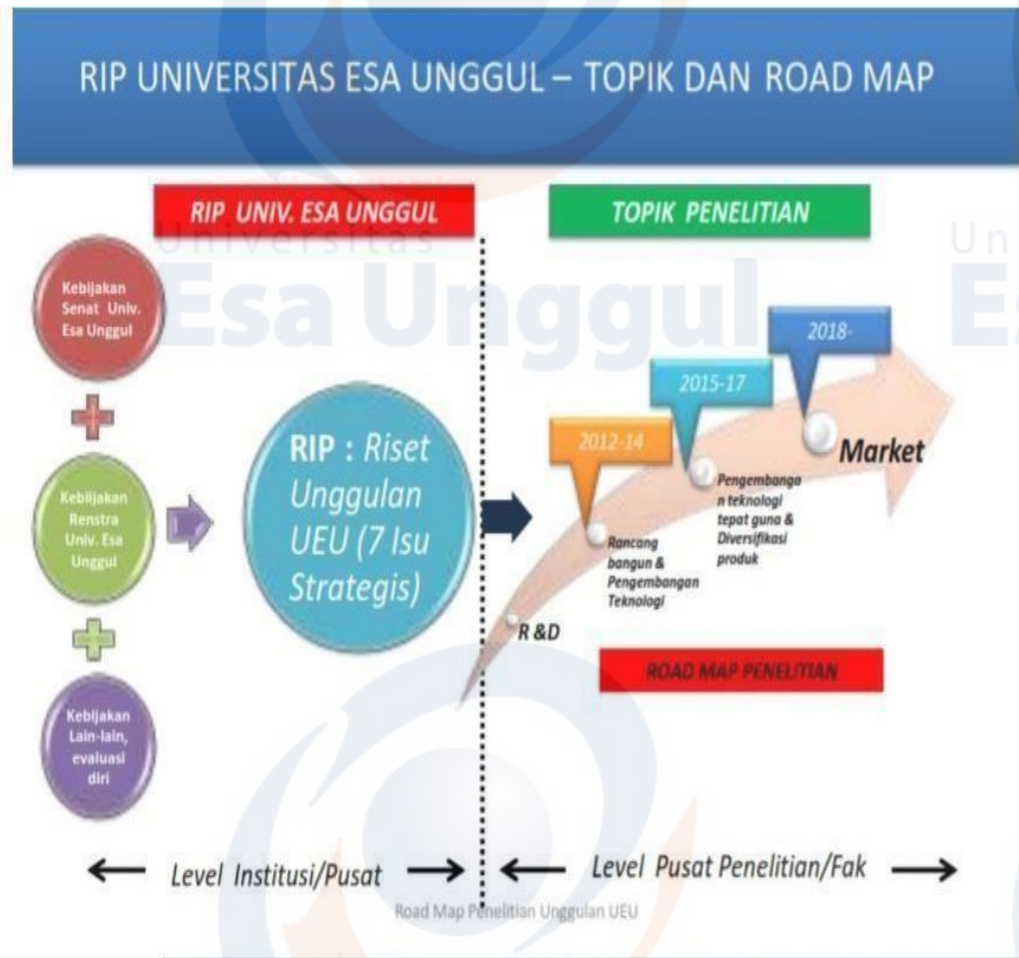 RIP UNIVERSITAS ESA UNGGUL – TOPIK DAN ROAD MAP
RIP UNIV. ESA UNGGUL
TOPIK PENELITIAN
Universitas
Esa Unggul
Un
Es
Kebijakan
Senat Univ.
Esa Unggul
Kebijakan
Renstra
Univ. Esa
Unggul
Kebijakan
Lain-lain,
evaluasi
diri
RIP : Riset
Unggulan
UEU (7 Isu
Strategis)
2012-14
2015-17
2018-
R &D
Rancang
bangun &
Pengembangan
Teknologi
Pengembanga
n teknologi
tepat guna &
Diversifikasi
produk
Market
ROAD MAP PENELITIAN
Level Institusi/Pusat
Level Pusat Penelitian/Fak
Road Map Penelitian Unggulan UEU